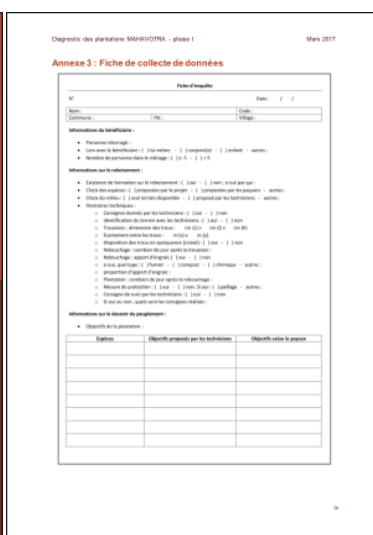 Diagnostic des plantations MAHAVOTRA - phase I Mars 2017
Annexe 3 : Fiche de collecte de données
Fiche d'enquête
N° Date : / /
Nom : Code :
Commune : Fkt : Village :
Informations du bénéficiaire :
• Personne interrogé :
• Lien avec le bénéficiaire : ( ) lui-même - ( ) conjoint(e) - ( ) enfant - autres :
• Nombre de personne dans le ménage : ( ) ≤ 5 - ( ) > 5
Informations sur le reboisement :
• Existence de formation sur le reboisement : ( ) oui - ( ) non ; si oui par qui :
• Choix des espèces : ( ) proposées par le projet - ( ) proposées par les paysans - autres :
• Choix du milieu : ( ) seul terrain disponible - ( ) proposé par les techniciens - autres :
• Itinéraires techniques :
o Consignes donnés par les techniciens : ( ) oui - ( ) non
o Identification du terrain avec les techniciens : ( ) oui - ( ) non
o Trouaison : dimension des trous : cm (L) x cm (l) x cm (h)
o Ecartement entre les trous : m (x) x m (y)
o Disposition des trous en quinquonce (croisé) : ( ) oui - ( ) non
o Rebouchage : combien de jour après la trouaison :
o Rebouchage : apport d'engrais ( ) oui - ( ) non
o si oui, quel type : ( ) fumier - ( ) compost - ( ) chimique - autres :
o proportion d'apport d'engrais :
o Plantation : combien de jour après le rebouchage :
o Mesure de protection : ( ) oui - ( ) non. Si oui : ( ) paillage - autres :
o Consigne de suivi par les techniciens : ( ) oui - ( ) non
o Si oui ou non ; quels sont les consignes réalisés :
Informations sur le devenir du peuplement :
• Objectifs de la plantation :
Espèces Objectifs proposés par les techniciens Objectifs selon le paysan